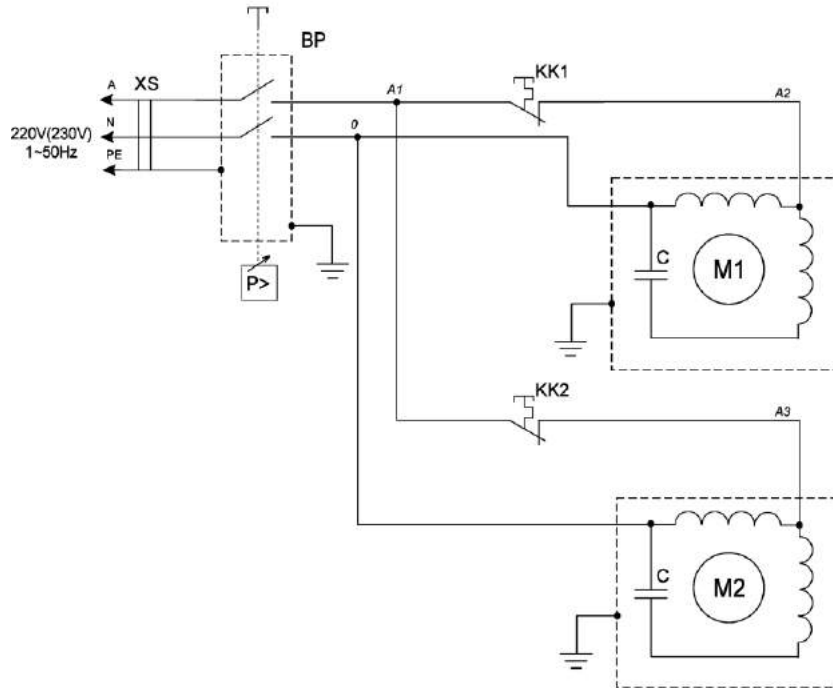 BP
XS
A
N
PE
220V(230V)
1~50Hz
A1
KK1
A2
0
P>
C
M1
KK2
A3
C
M2